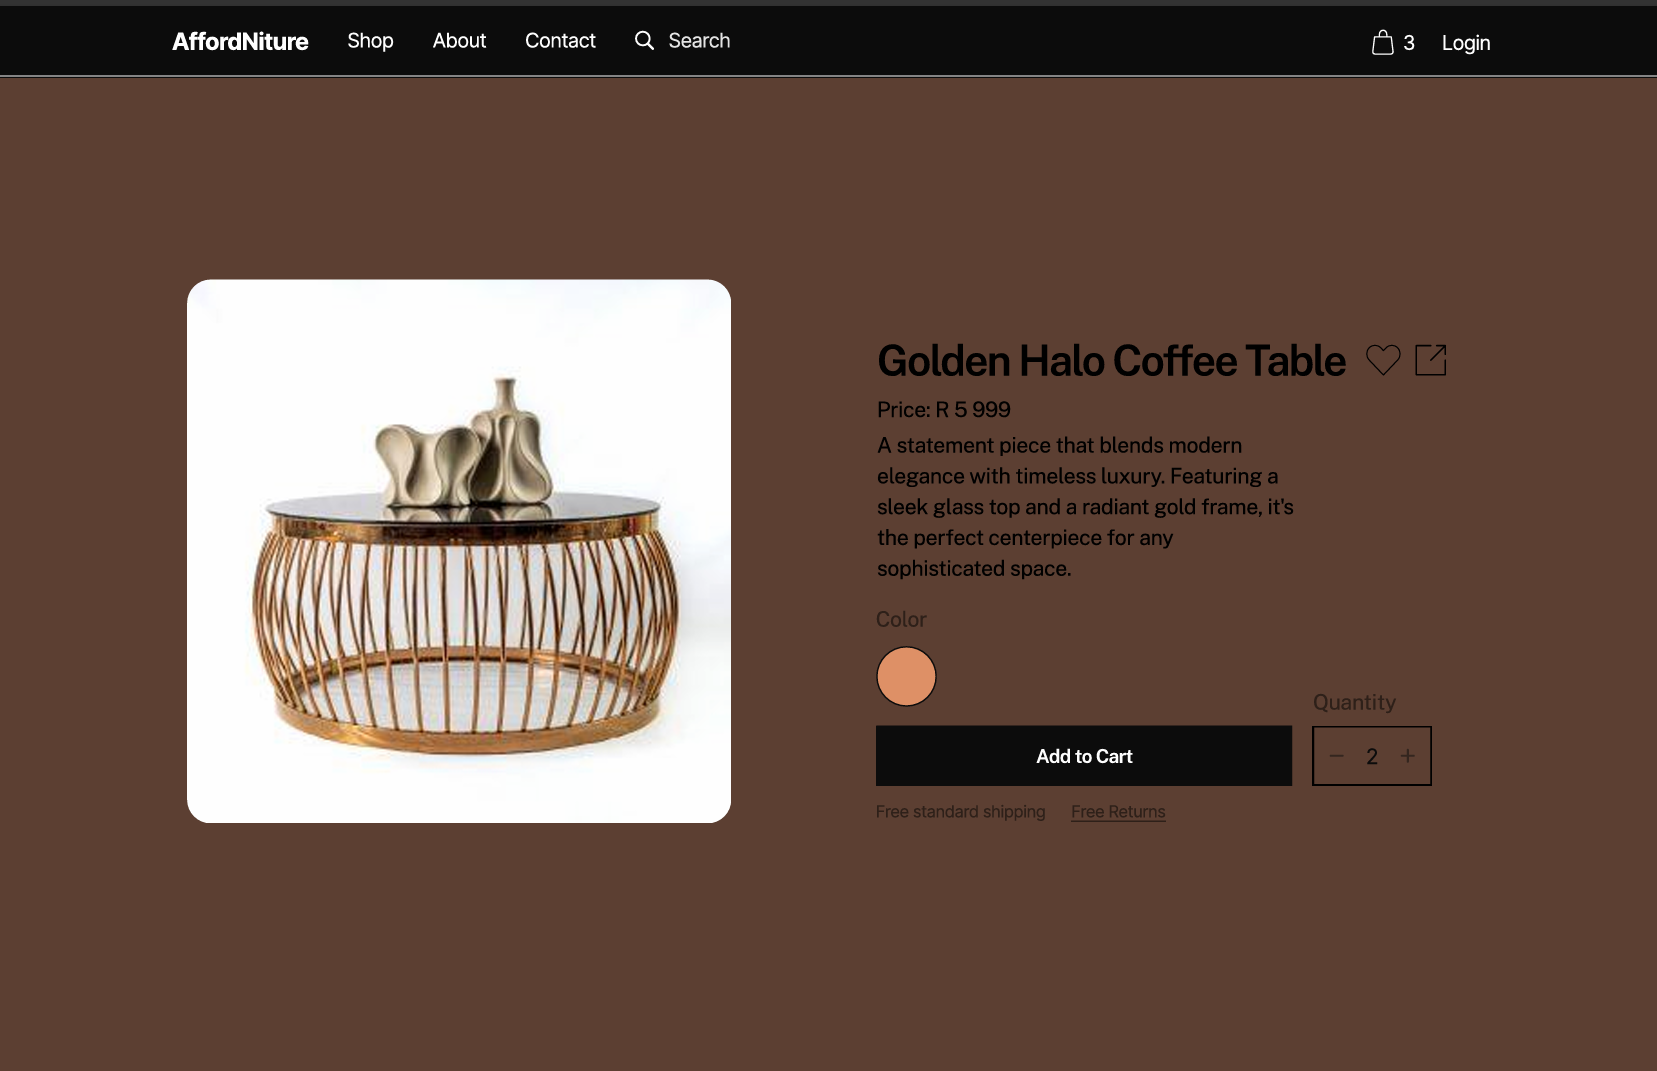 AffordNiture Shop About Contact Search 3 Login
Golden Halo Coffee Table
Price: R 5 999
A statement piece that blends modern
elegance with timeless luxury. Featuring a
sleek glass top and a radiant gold frame, it's
the perfect centerpiece for any
sophisticated space.
Color
Quantity
Add to Cart
2
Free standard shipping Free Returns